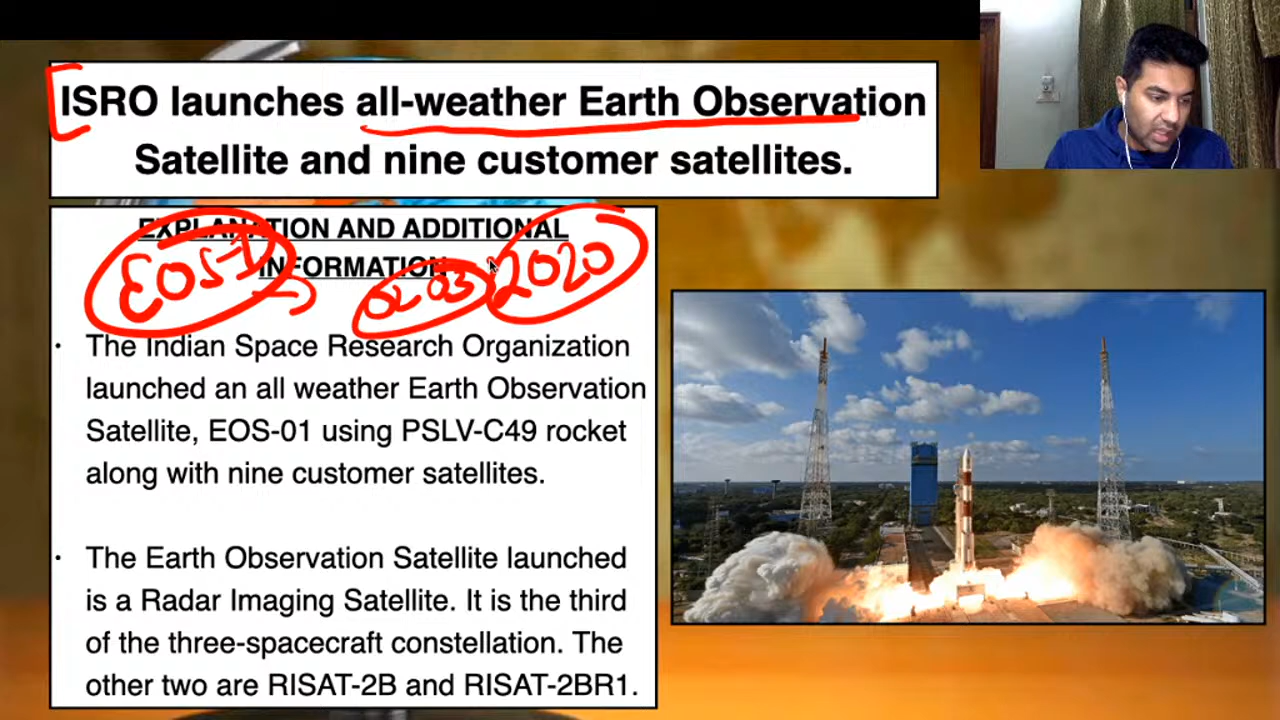 ISRO launches all-weather Earth Observation
Satellite and nine customer satellites.
EXPLANATION AND ADDITIONAL
INFORMATION
EOS-1
02 03
2020
The Indian Space Research Organization
launched an all weather Earth Observation
Satellite, EOS-01 using PSLV-C49 rocket
along with nine customer satellites.
The Earth Observation Satellite launched
is a Radar Imaging Satellite. It is the third
of the three-spacecraft constellation. The
other two are RISAT-2B and RISAT-2BR1.